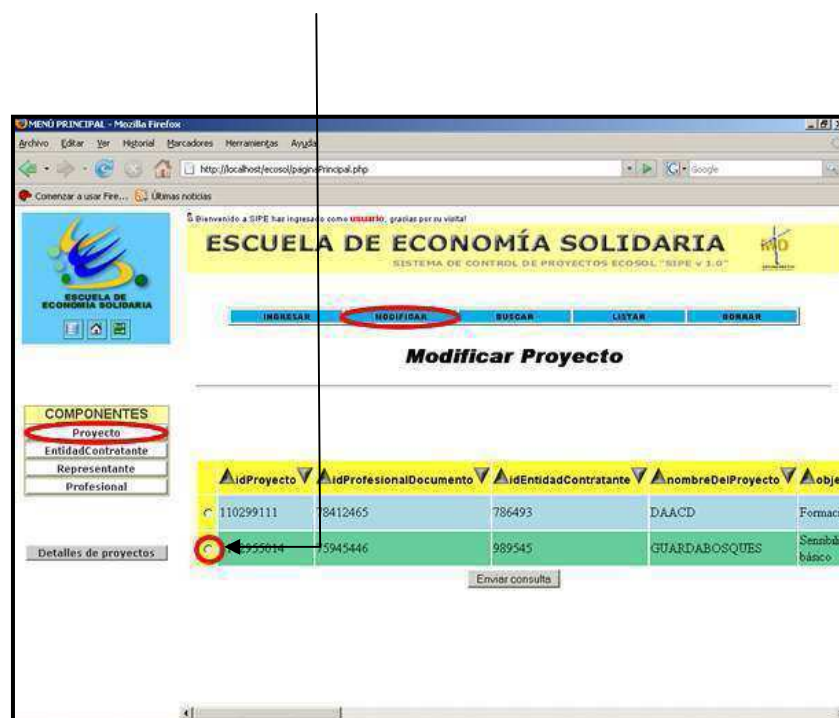 MENÚ PRINCIPAL - Mozilla Firefox
Archivo Editar Ver Historial Marcadores Herramientas Ayuda
http://localhost/ecosol/paginaPrincipal.php
Google
Comenzar a usar Fire... Últimas noticias
Bienvenido a SIPE has ingresado como usuario, gracias por su visita!
ESCUELA DE ECONOMÍA SOLIDARIA
SISTEMA DE CONTROL DE PROYECTOS ECOSOL "SIPE v 1.0"
ESCUELA DE
ECONOMÍA SOLIDARIA
INGRESAR MODIFICAR BUSCAR LISTAR BORRAR
Modificar Proyecto
COMPONENTES
Proyecto
EntidadContratante
Representante
Profesional
Detalles de proyectos
idProyecto idProfesionalDocumento idEntidadContratante nombreDelProyecto obje
110299111 78412465 786493 DAACD Formaci
75945446 989545 GUARDABOSQUES Sensibili
básico
Enviar consulta